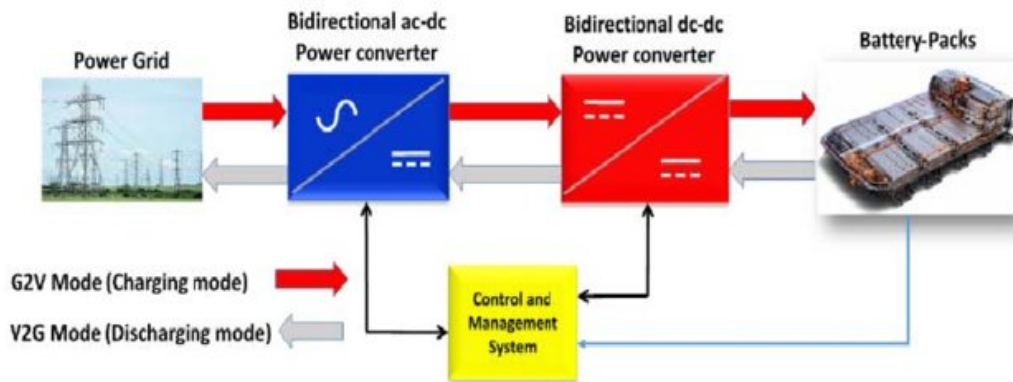 Bidirectional ac-dc
Power converter
Bidirectional dc-dc
Power converter
Power Grid
Battery-Packs
G2V Mode (Charging mode)
V2G Mode (Discharging mode)
Control and
Management
System